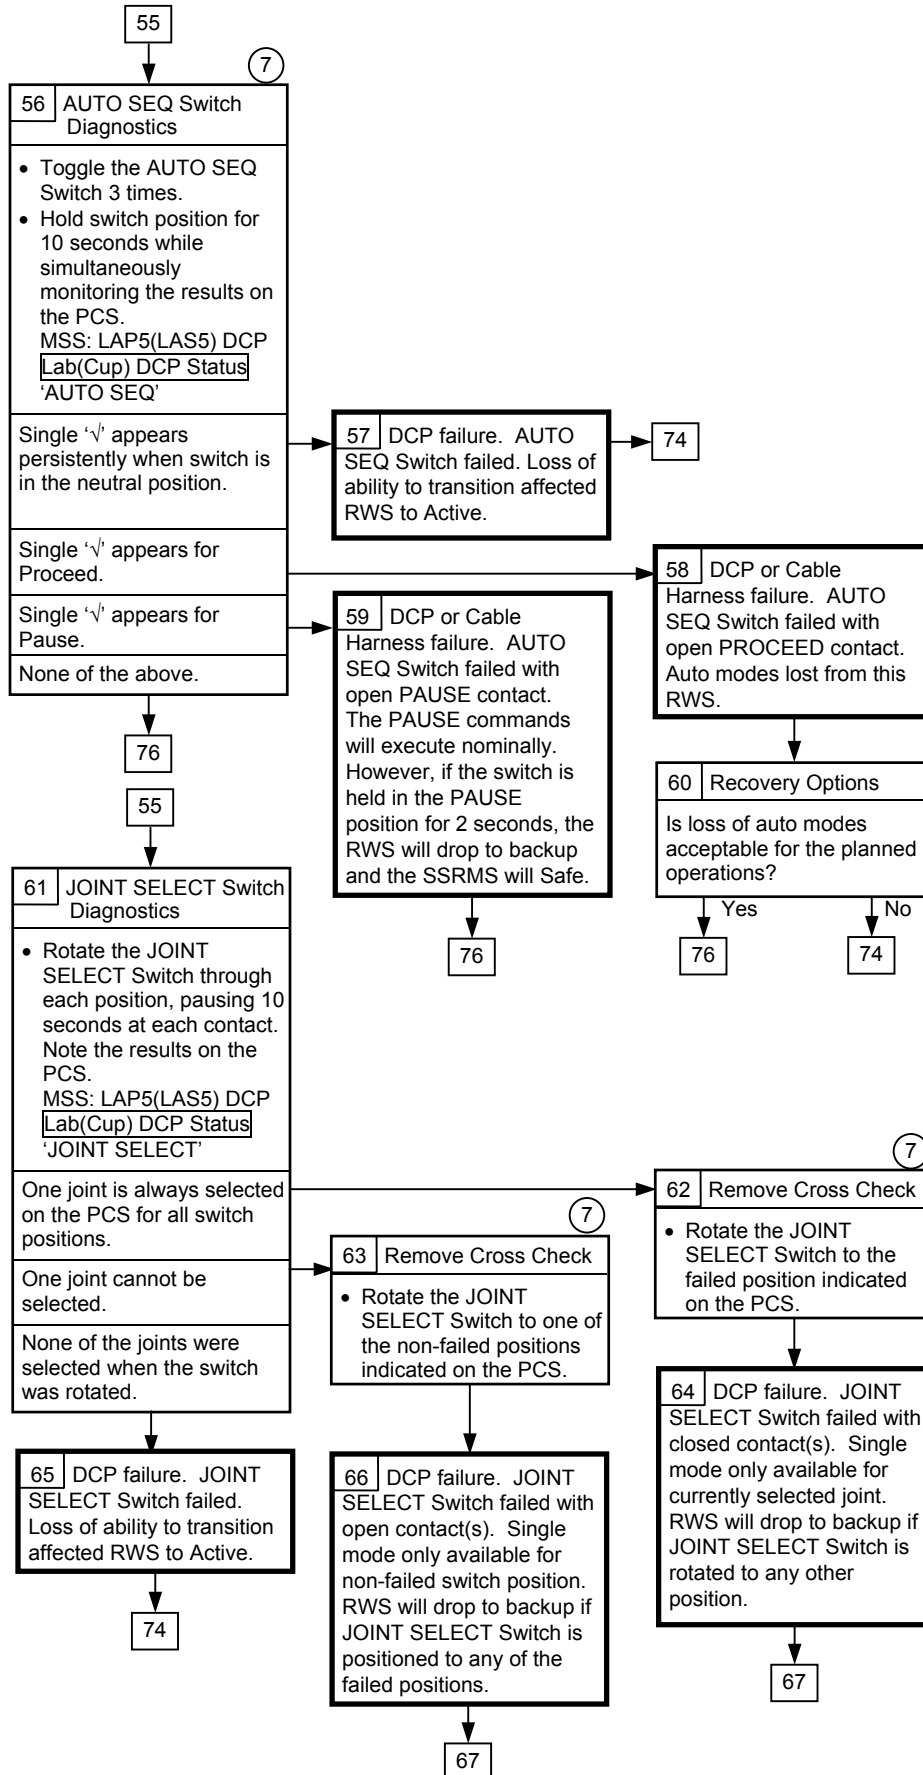 55
7
56 AUTO SEQ Switch
Diagnostics
• Toggle the AUTO SEQ
Switch 3 times.
• Hold switch position for
10 seconds while
simultaneously
monitoring the results on
the PCS.
MSS: LAP5(LAS5) DCP
Lab(Cup) DCP Status
‘AUTO SEQ’
Single ‘√’ appears
persistently when switch is
in the neutral position.
Single ‘√’ appears for
Proceed.
Single ‘√’ appears for
Pause.
None of the above.
76
57 DCP failure. AUTO
SEQ Switch failed. Loss of
ability to transition affected
RWS to Active.
74
58 DCP or Cable
Harness failure. AUTO
SEQ Switch failed with
open PROCEED contact.
Auto modes lost from this
RWS.
59 DCP or Cable
Harness failure. AUTO
SEQ Switch failed with
open PAUSE contact.
The PAUSE commands
will execute nominally.
However, if the switch is
held in the PAUSE
position for 2 seconds, the
RWS will drop to backup
and the SSRMS will Safe.
76
60 Recovery Options
Is loss of auto modes
acceptable for the planned
operations?
Yes
No
76
74
55
61 JOINT SELECT Switch
Diagnostics
• Rotate the JOINT
SELECT Switch through
each position, pausing 10
seconds at each contact.
Note the results on the
PCS.
MSS: LAP5(LAS5) DCP
Lab(Cup) DCP Status
‘JOINT SELECT’
One joint is always selected
on the PCS for all switch
positions.
One joint cannot be
selected.
None of the joints were
selected when the switch
was rotated.
7
62 Remove Cross Check
• Rotate the JOINT
SELECT Switch to the
failed position indicated
on the PCS.
7
63 Remove Cross Check
• Rotate the JOINT
SELECT Switch to one of
the non-failed positions
indicated on the PCS.
64 DCP failure. JOINT
SELECT Switch failed with
closed contact(s). Single
mode only available for
currently selected joint.
RWS will drop to backup if
JOINT SELECT Switch is
rotated to any other
position.
67
65 DCP failure. JOINT
SELECT Switch failed.
Loss of ability to transition
affected RWS to Active.
74
66 DCP failure. JOINT
SELECT Switch failed with
open contact(s). Single
mode only available for
non-failed switch position.
RWS will drop to backup if
JOINT SELECT Switch is
positioned to any of the
failed positions.
67